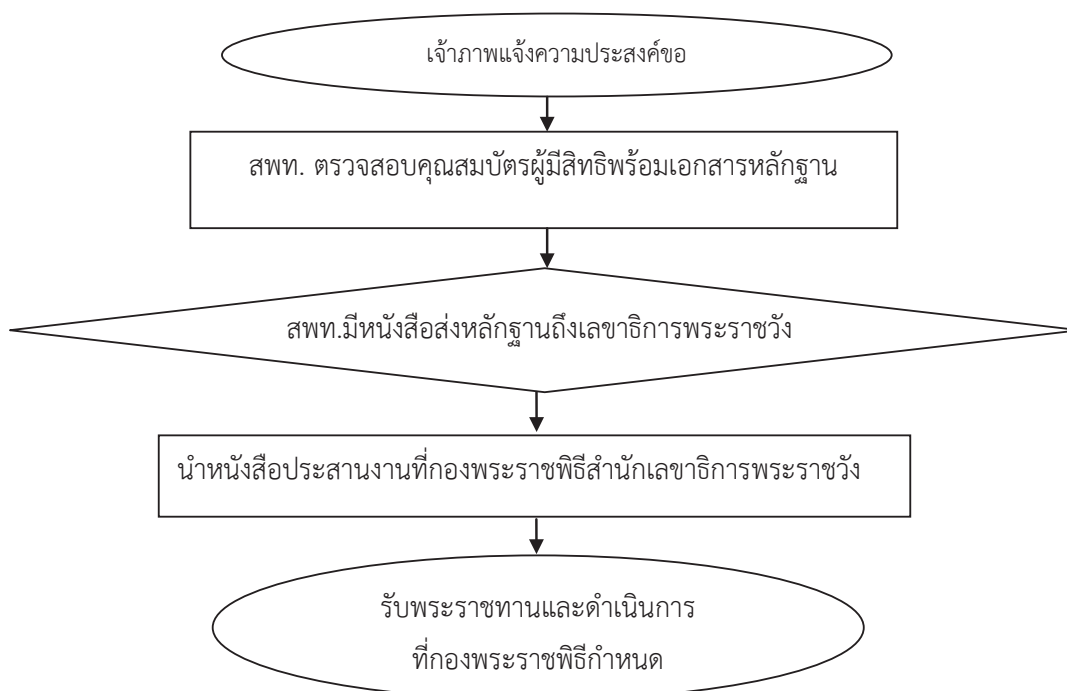 เจ้าภาพแจ้งความประสงค์ขอ
สพท. ตรวจสอบคุณสมบัตรผู้มีสิทธิพร้อมเอกสารหลักฐาน
สพท.มีหนังสือส่งหลักฐานถึงเลขาธิการพระราชวัง
นำหนังสือประสานงานที่กองพระราชพิธีสำนักเลขาธิการพระราชวัง
รับพระราชทานและดำเนินการ
ที่กองพระราชพิธีกำหนด